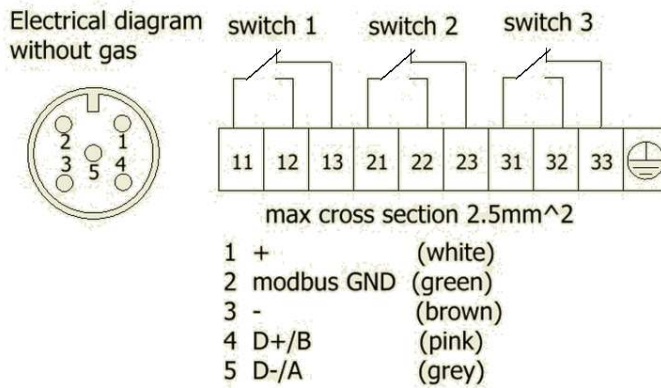 Electrical diagram
without gas
switch 1
switch 2
switch 3
2 1
3 5 4
11 12 13 21 22 23 31 32 33
max cross section 2.5mm^2
1 + (white)
2 modbus GND (green)
3 - (brown)
4 D+/B (pink)
5 D-/A (grey)